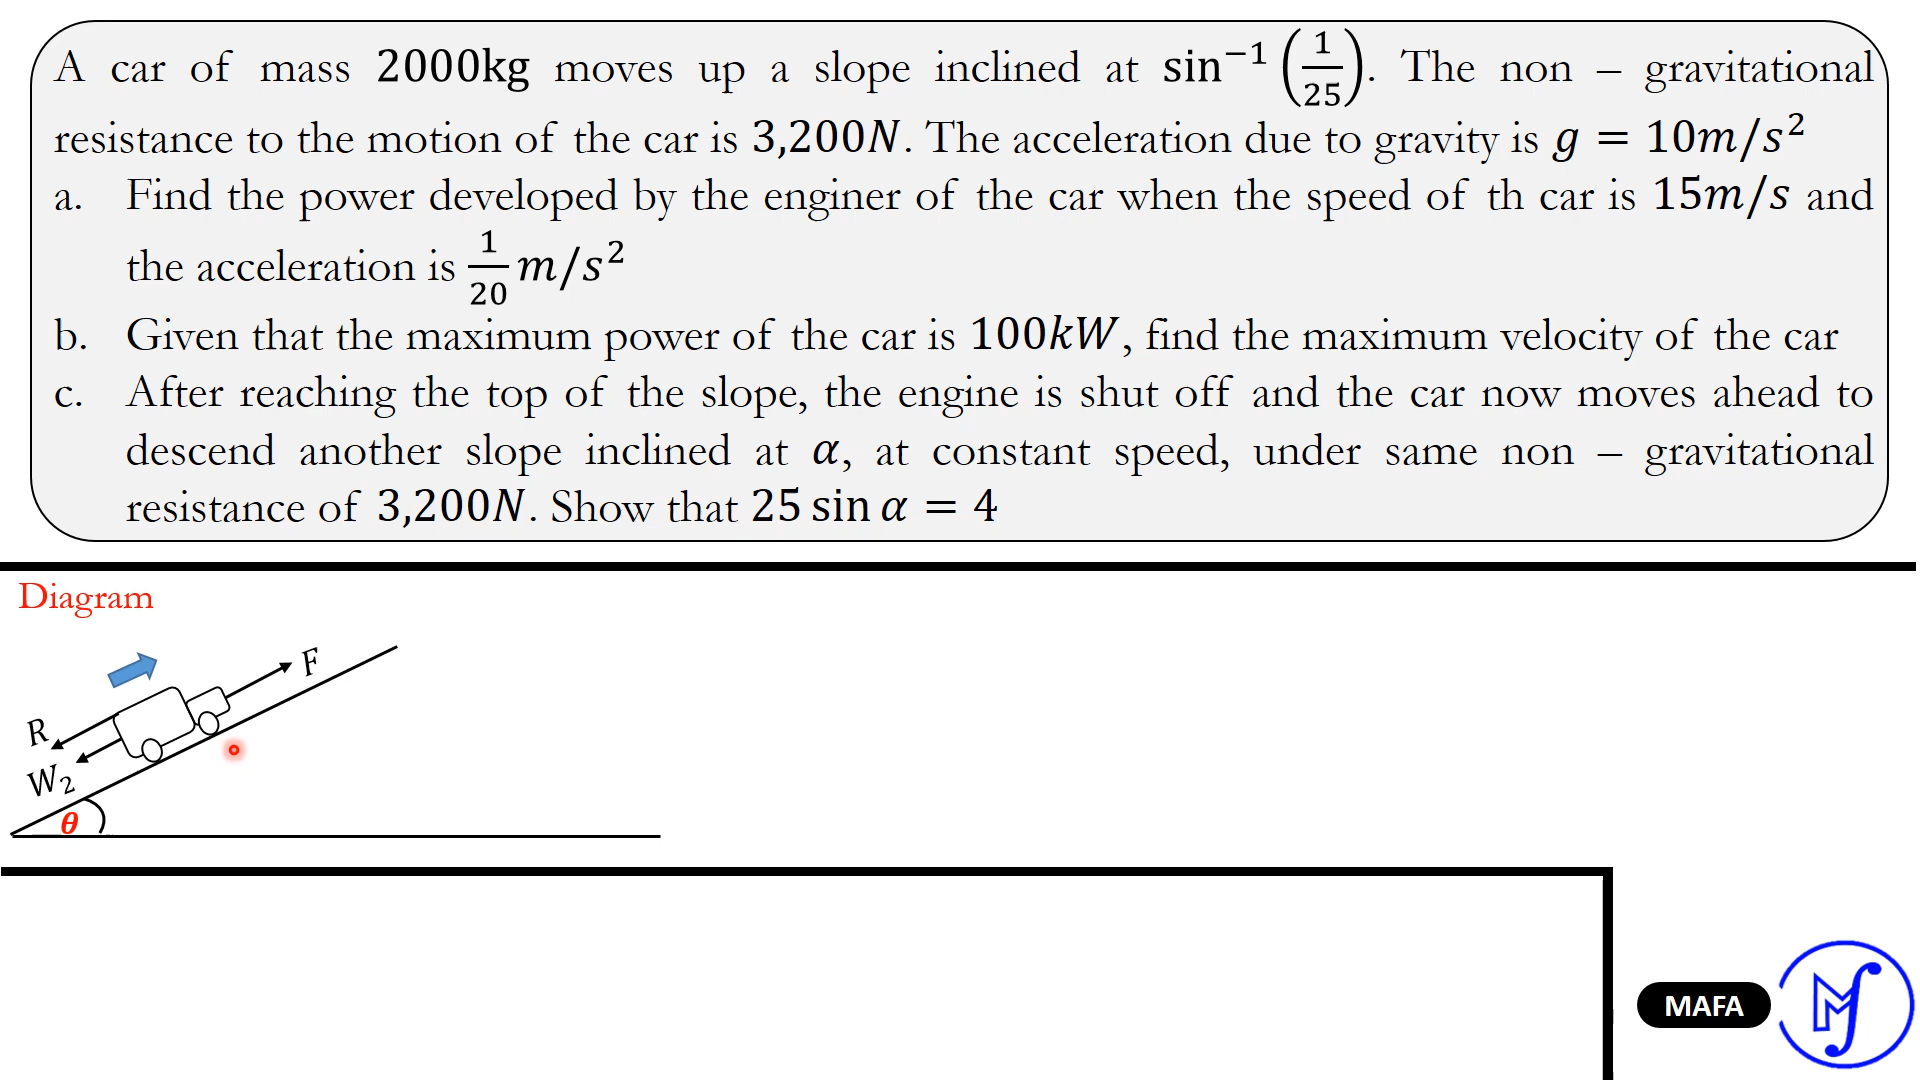 A car of mass 2000kg moves up a slope inclined at sin⁻¹(1/25). The non – gravitational
resistance to the motion of the car is 3,200N. The acceleration due to gravity is g = 10m/s²
a. Find the power developed by the enginer of the car when the speed of th car is 15m/s and
the acceleration is 1/20 m/s²
b. Given that the maximum power of the car is 100kW, find the maximum velocity of the car
c. After reaching the top of the slope, the engine is shut off and the car now moves ahead to
descend another slope inclined at α, at constant speed, under same non – gravitational
resistance of 3,200N. Show that 25 sin α = 4
Diagram
F
R
W₂
θ
MAFA